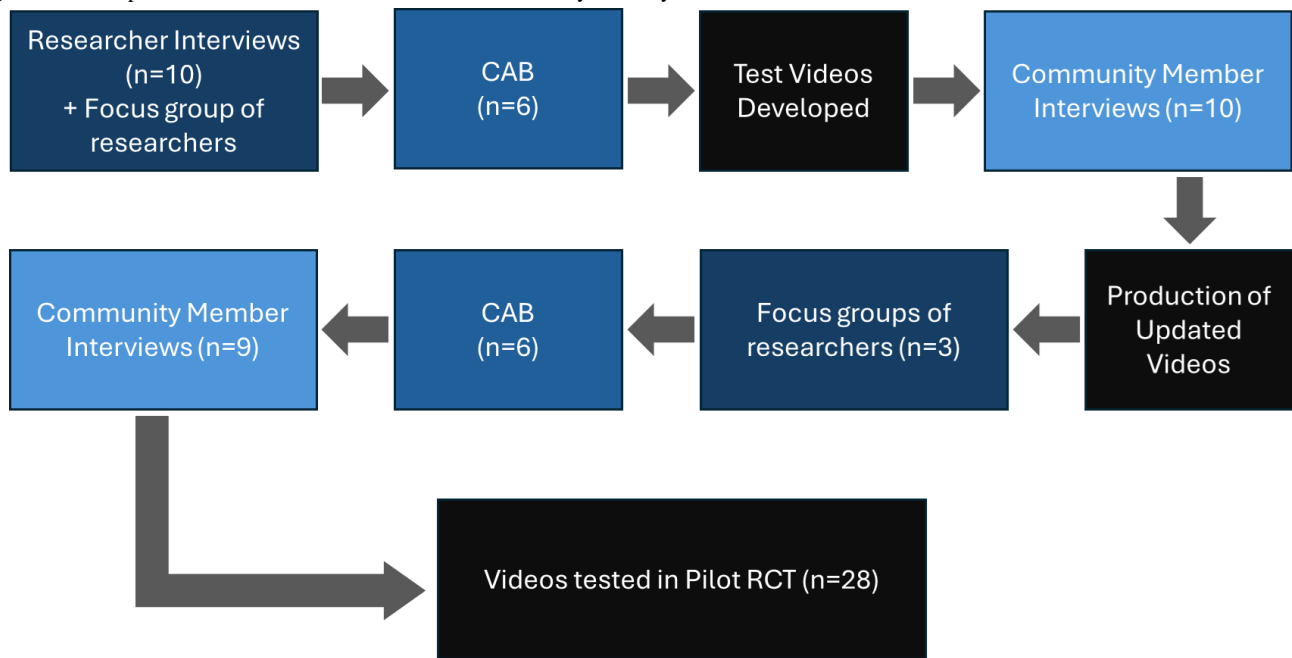 Researcher Interviews
(n=10)
+ Focus group of
researchers
CAB
(n=6)
Test Videos
Developed
Community Member
Interviews (n=10)
Production of
Updated
Videos
Focus groups of
researchers (n=3)
CAB
(n=6)
Community Member
Interviews (n=9)
Videos tested in Pilot RCT (n=28)